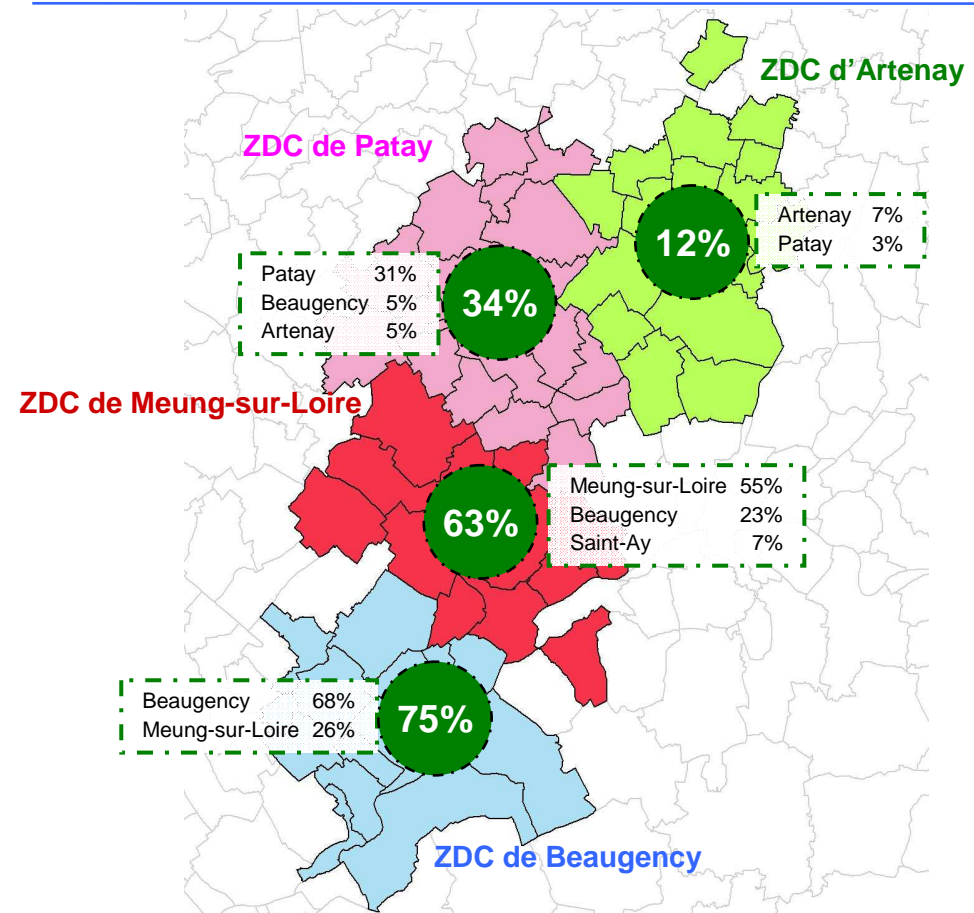 ZDC d’Artenay
ZDC de Patay
Artenay 7%
Patay 3%
12%
Patay 31%
Beaugency 5%
Artenay 5%
34%
ZDC de Meung-sur-Loire
Meung-sur-Loire 55%
Beaugency 23%
Saint-Ay 7%
63%
Beaugency 68%
Meung-sur-Loire 26%
75%
ZDC de Beaugency